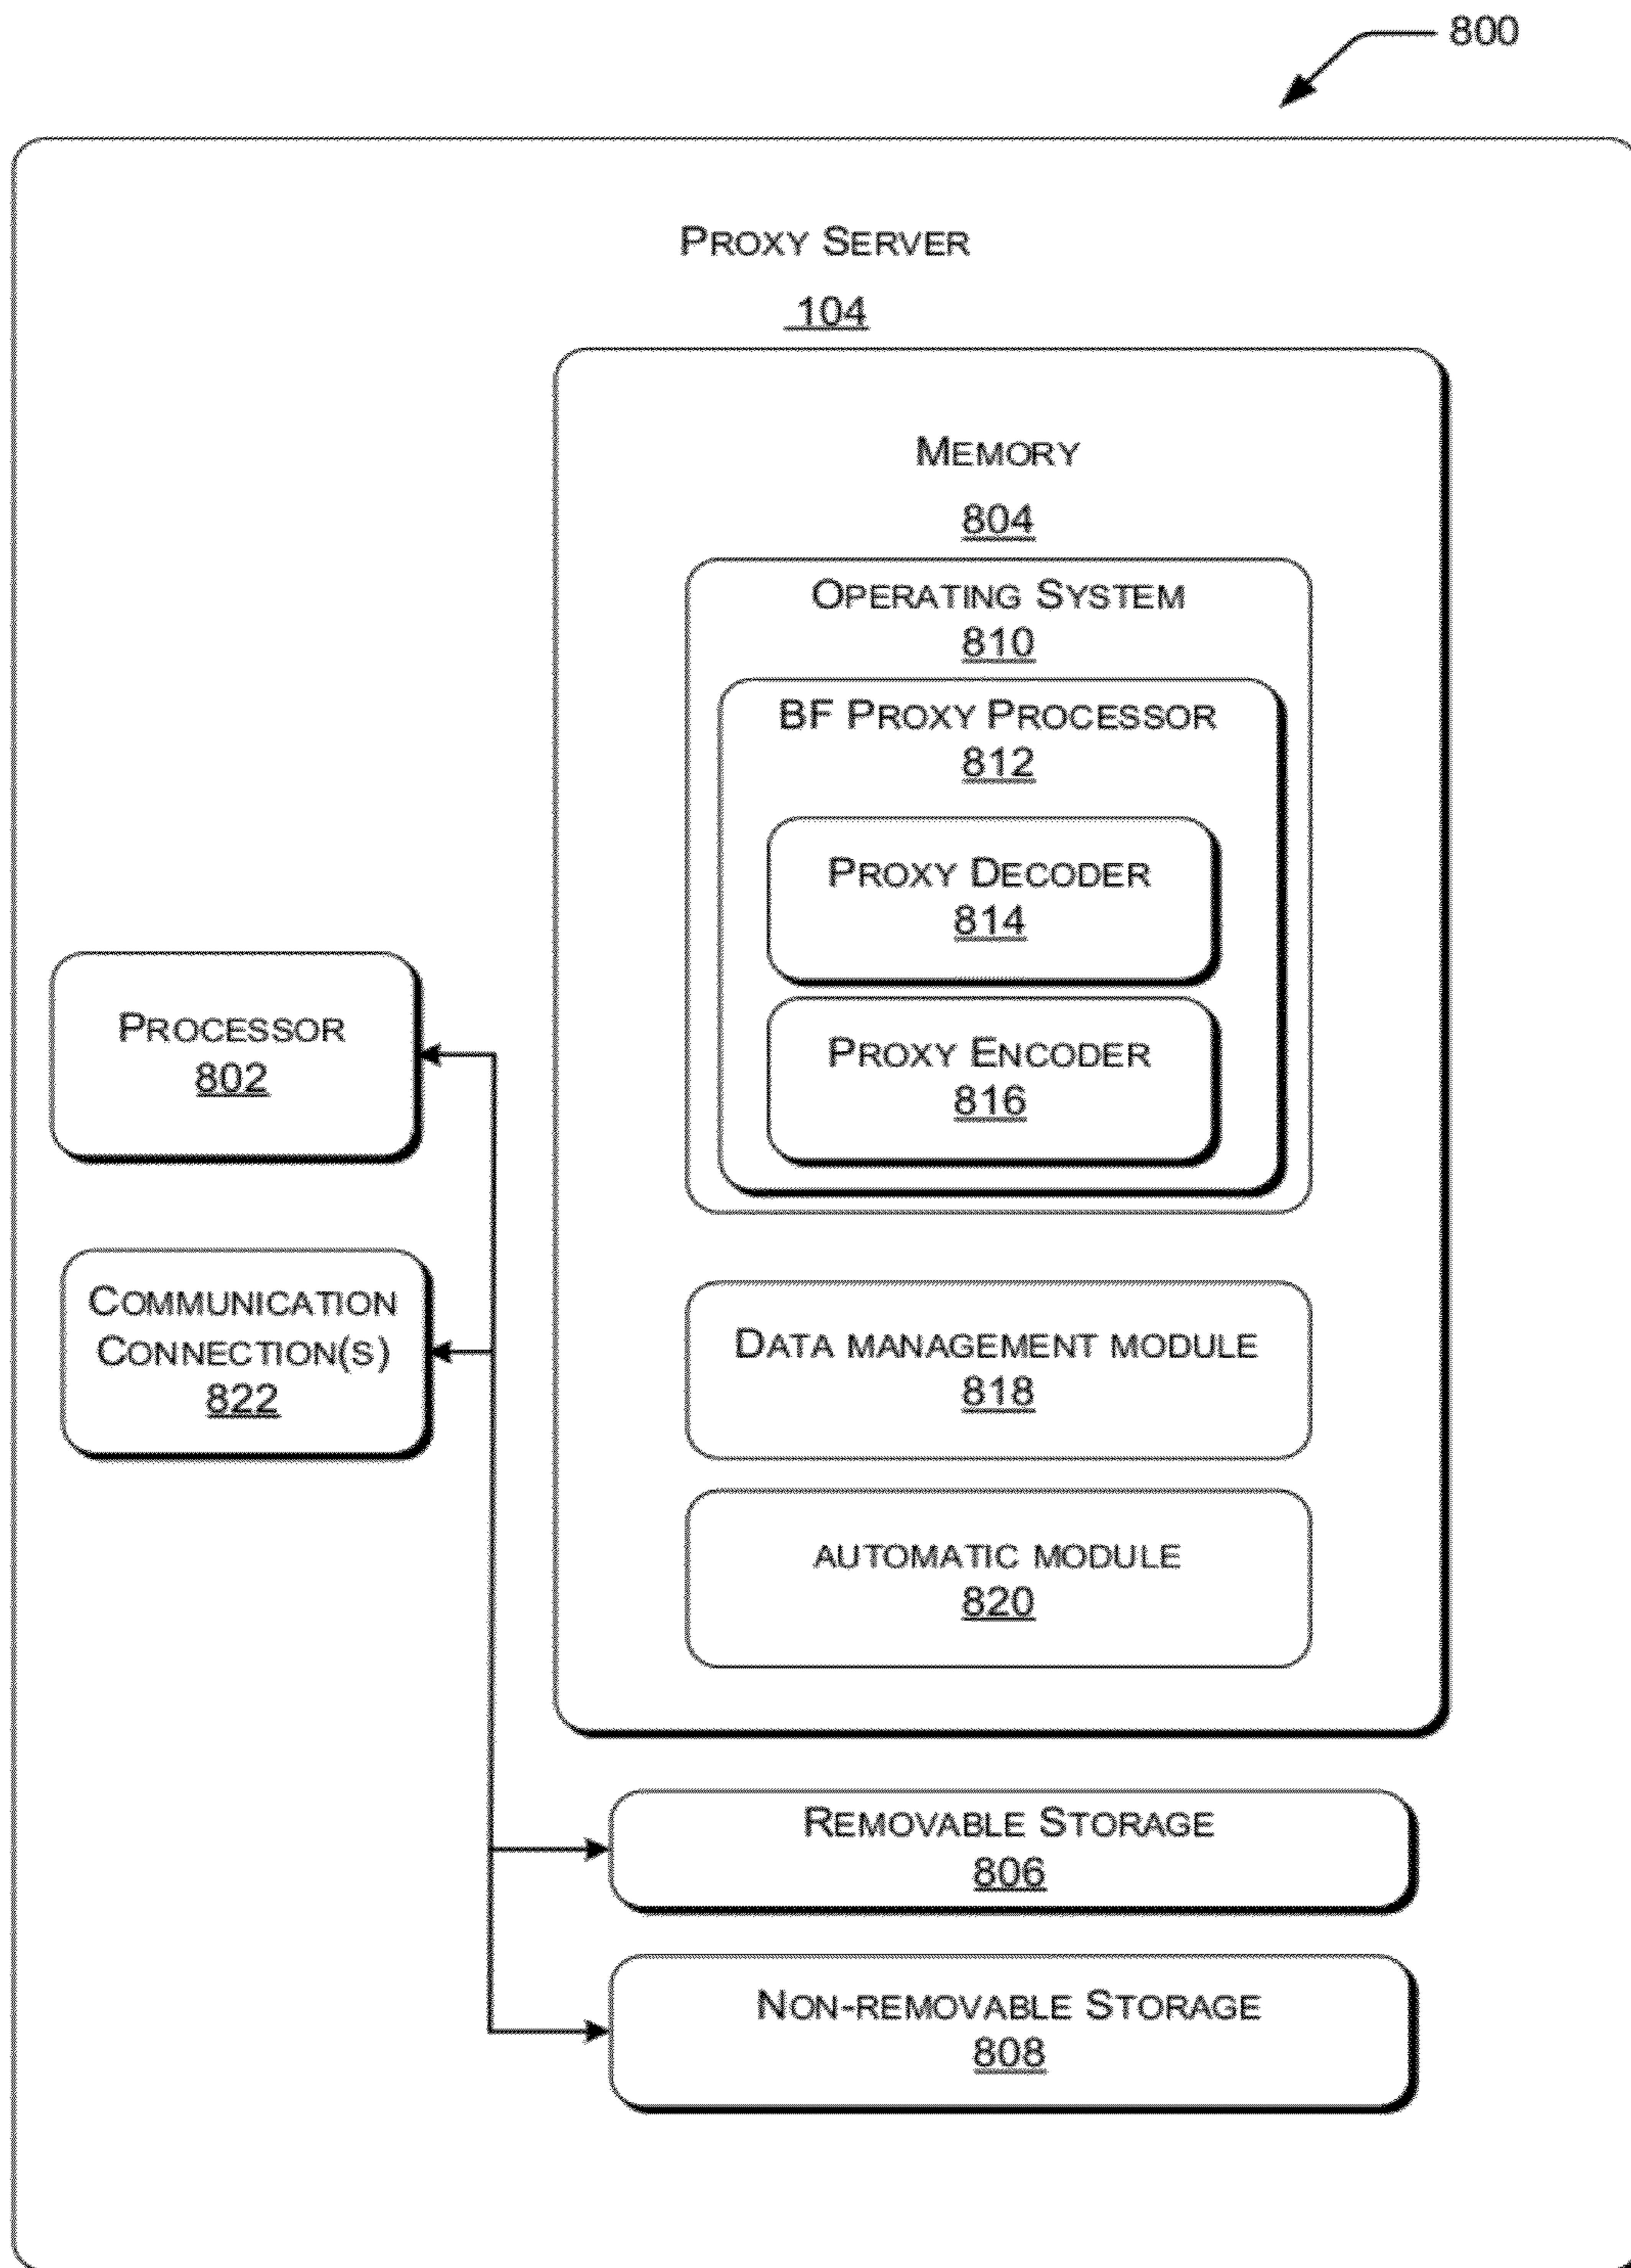 800
PROXY SERVER
104
MEMORY
804
OPERATING SYSTEM
810
BF PROXY PROCESSOR
812
PROXY DECODER
814
PROXY ENCODER
816
PROCESSOR
802
COMMUNICATION
CONNECTION(S)
822
DATA MANAGEMENT MODULE
818
AUTOMATIC MODULE
820
REMOVABLE STORAGE
806
NON-REMOVABLE STORAGE
808